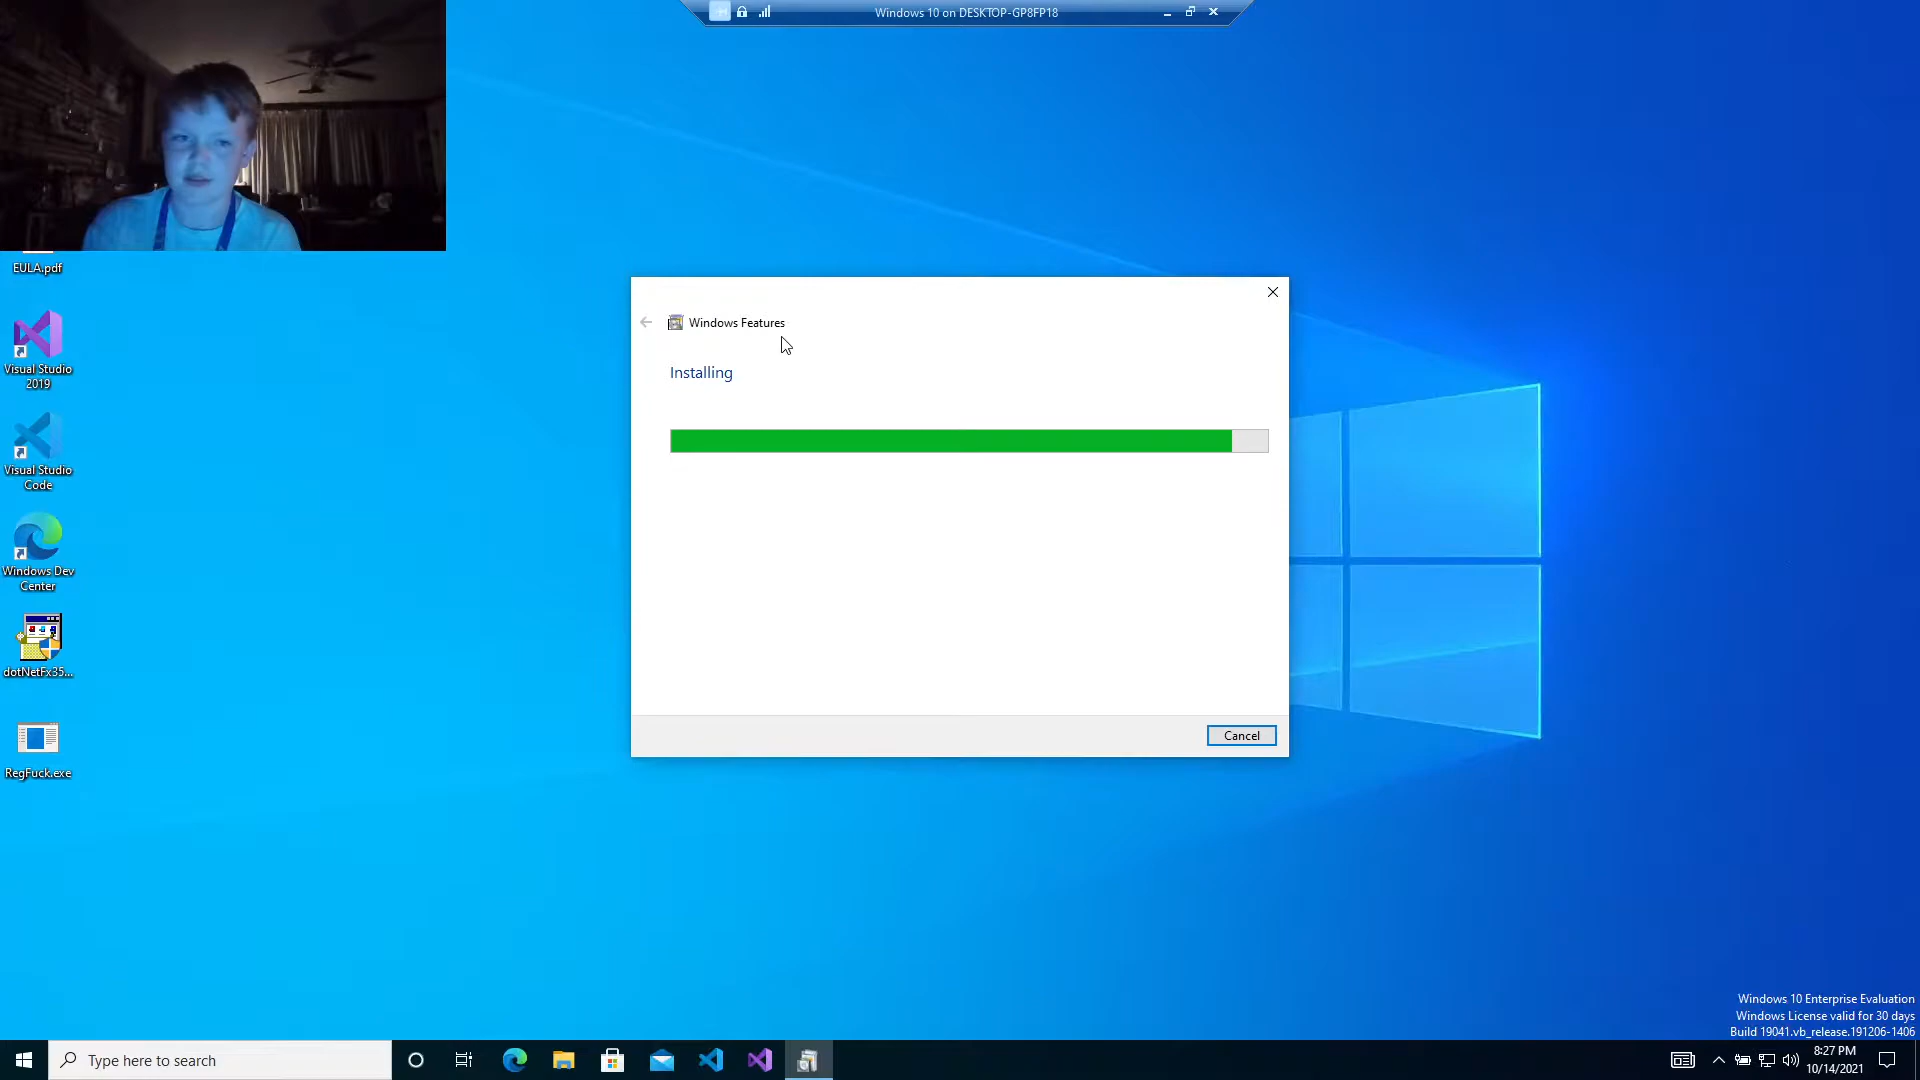 Windows 10 on DESKTOP-GP8FP18
EULA.pdf
Visual Studio
2019
Visual Studio
Code
Windows Dev
Center
dotNetFx35...
RegFuck.exe
Windows Features
Installing
Cancel
Windows 10 Enterprise Evaluation
Windows License valid for 30 days
Build 19041.vb_release.191206-1406
Type here to search
8:27 PM
10/14/2021